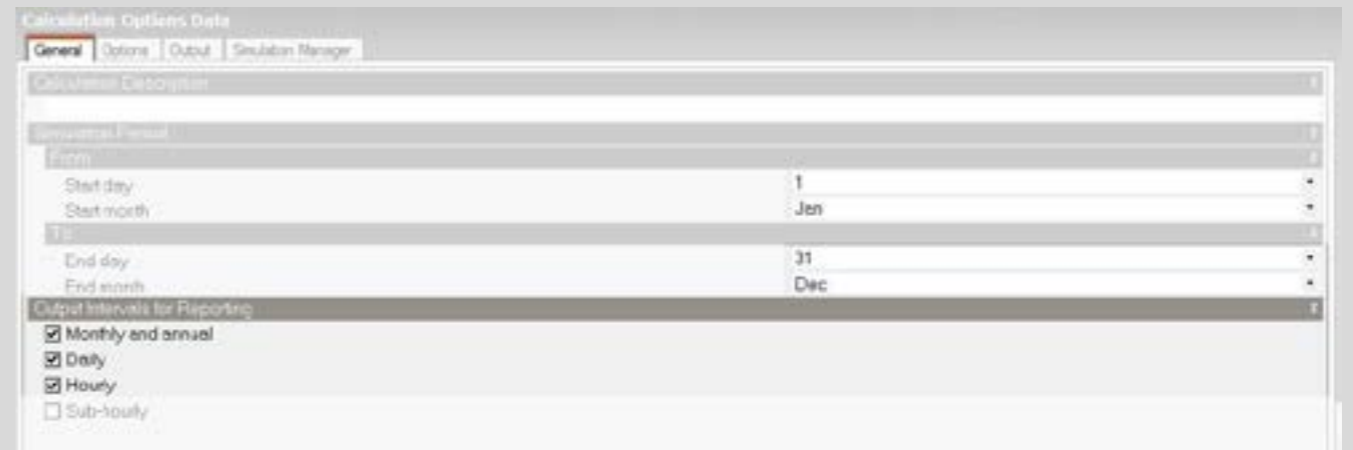 Calculation Options Data
General Options Output Simulation Manager
Calculation Description
Simulation Period
From
Start day 1
Start month Jan
To
End day 31
End month Dec
Output Intervals for Reporting
Monthly and annual
Daily
Hourly
Sub-hourly